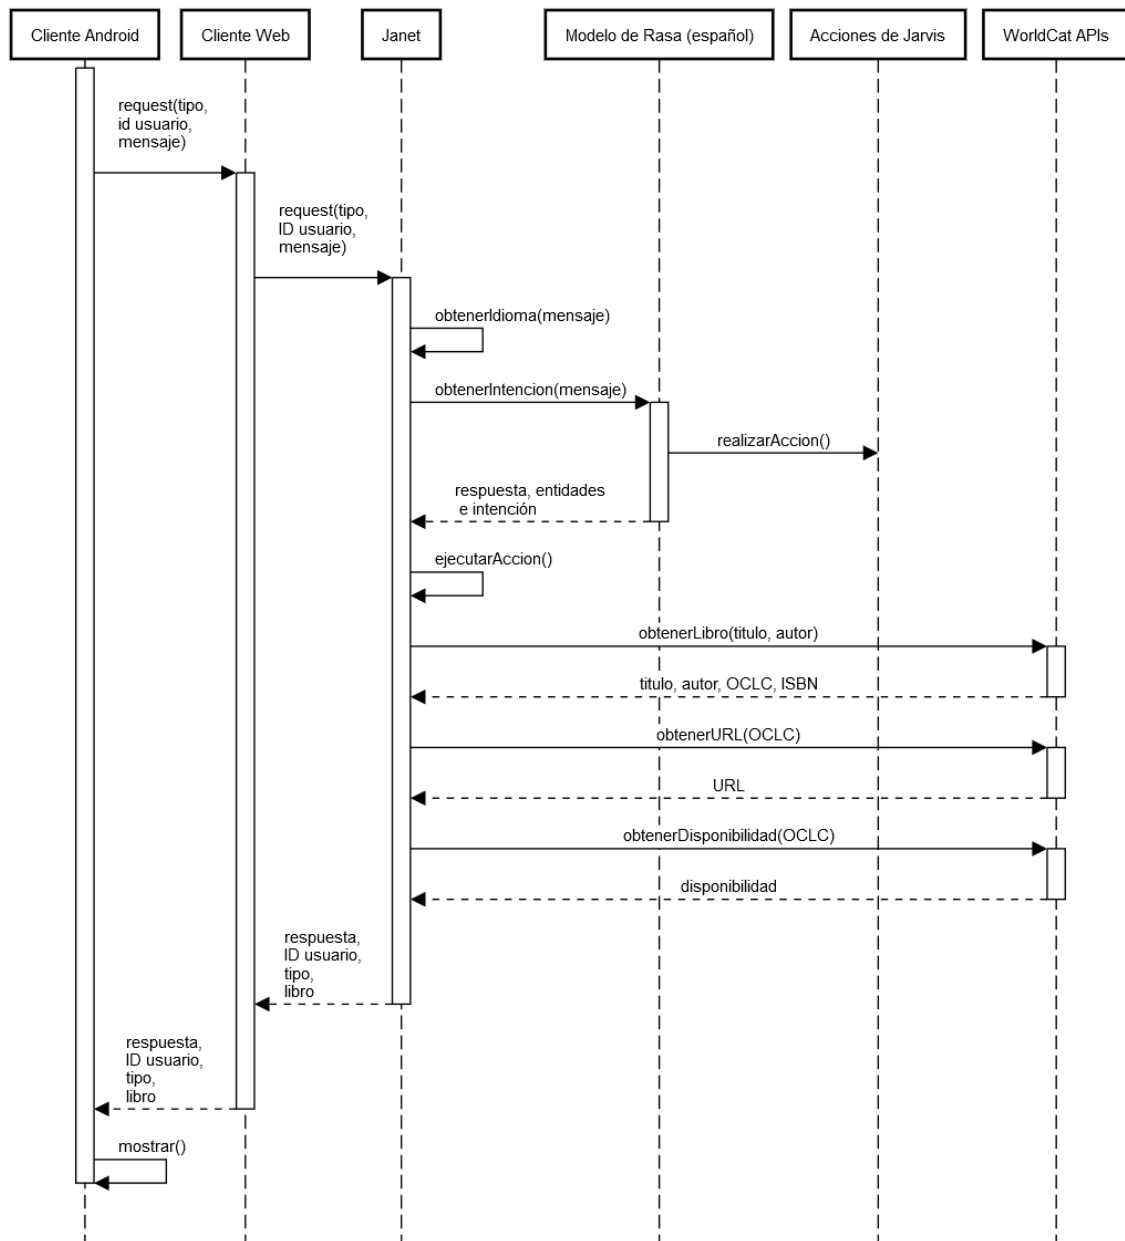 Cliente Android
Cliente Web
Janet
Modelo de Rasa (español)
Acciones de Jarvis
WorldCat APIs
request(tipo,
id usuario,
mensaje)
request(tipo,
ID usuario,
mensaje)
obtenerIdioma(mensaje)
obtenerIntencion(mensaje)
realizarAccion()
respuesta, entidades
e intención
ejecutarAccion()
obtenerLibro(titulo, autor)
titulo, autor, OCLC, ISBN
obtenerURL(OCLC)
URL
obtenerDisponibilidad(OCLC)
disponibilidad
respuesta,
ID usuario,
tipo,
libro
respuesta,
ID usuario,
tipo,
libro
mostrar()